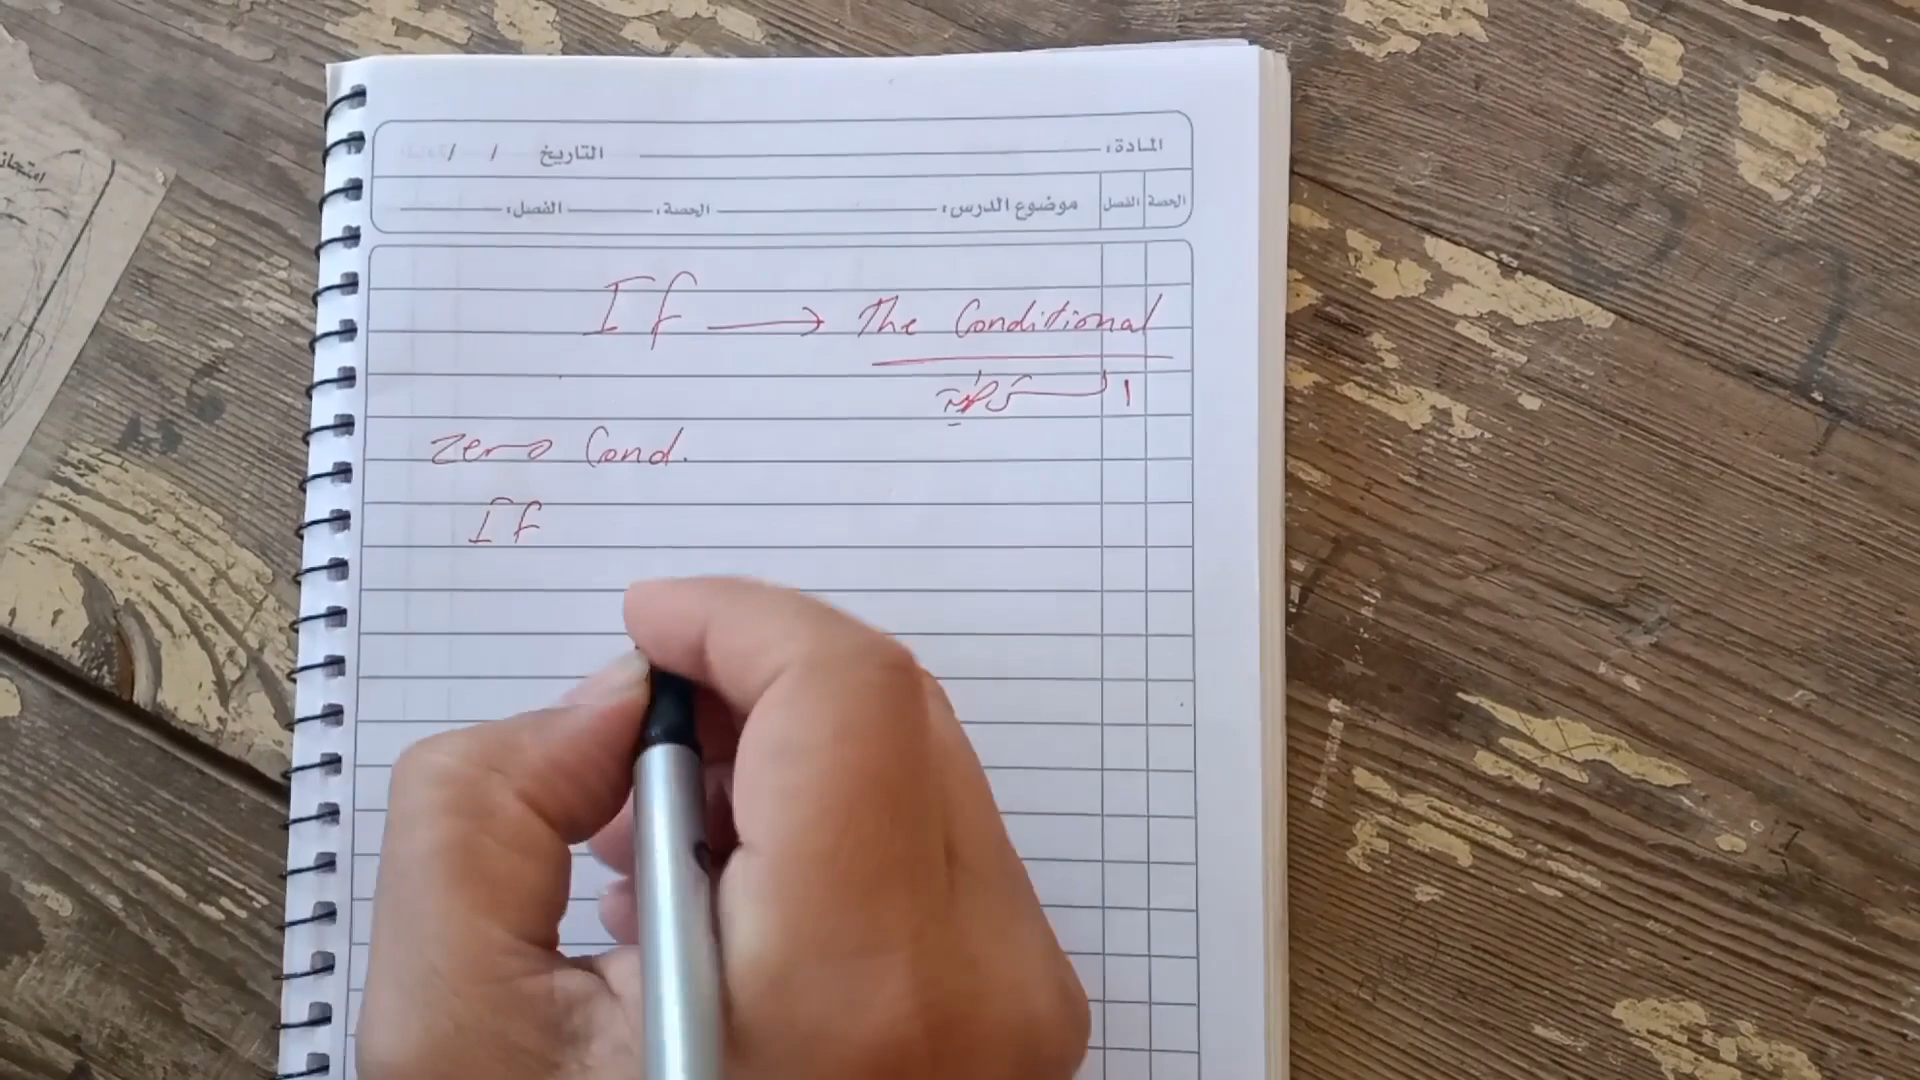 المادة: التاريخ / /
الحصة الفصل موضوع الدرس: الحصة: الفصل:
If → The Conditional
الشرطية
Zero Cond.
If